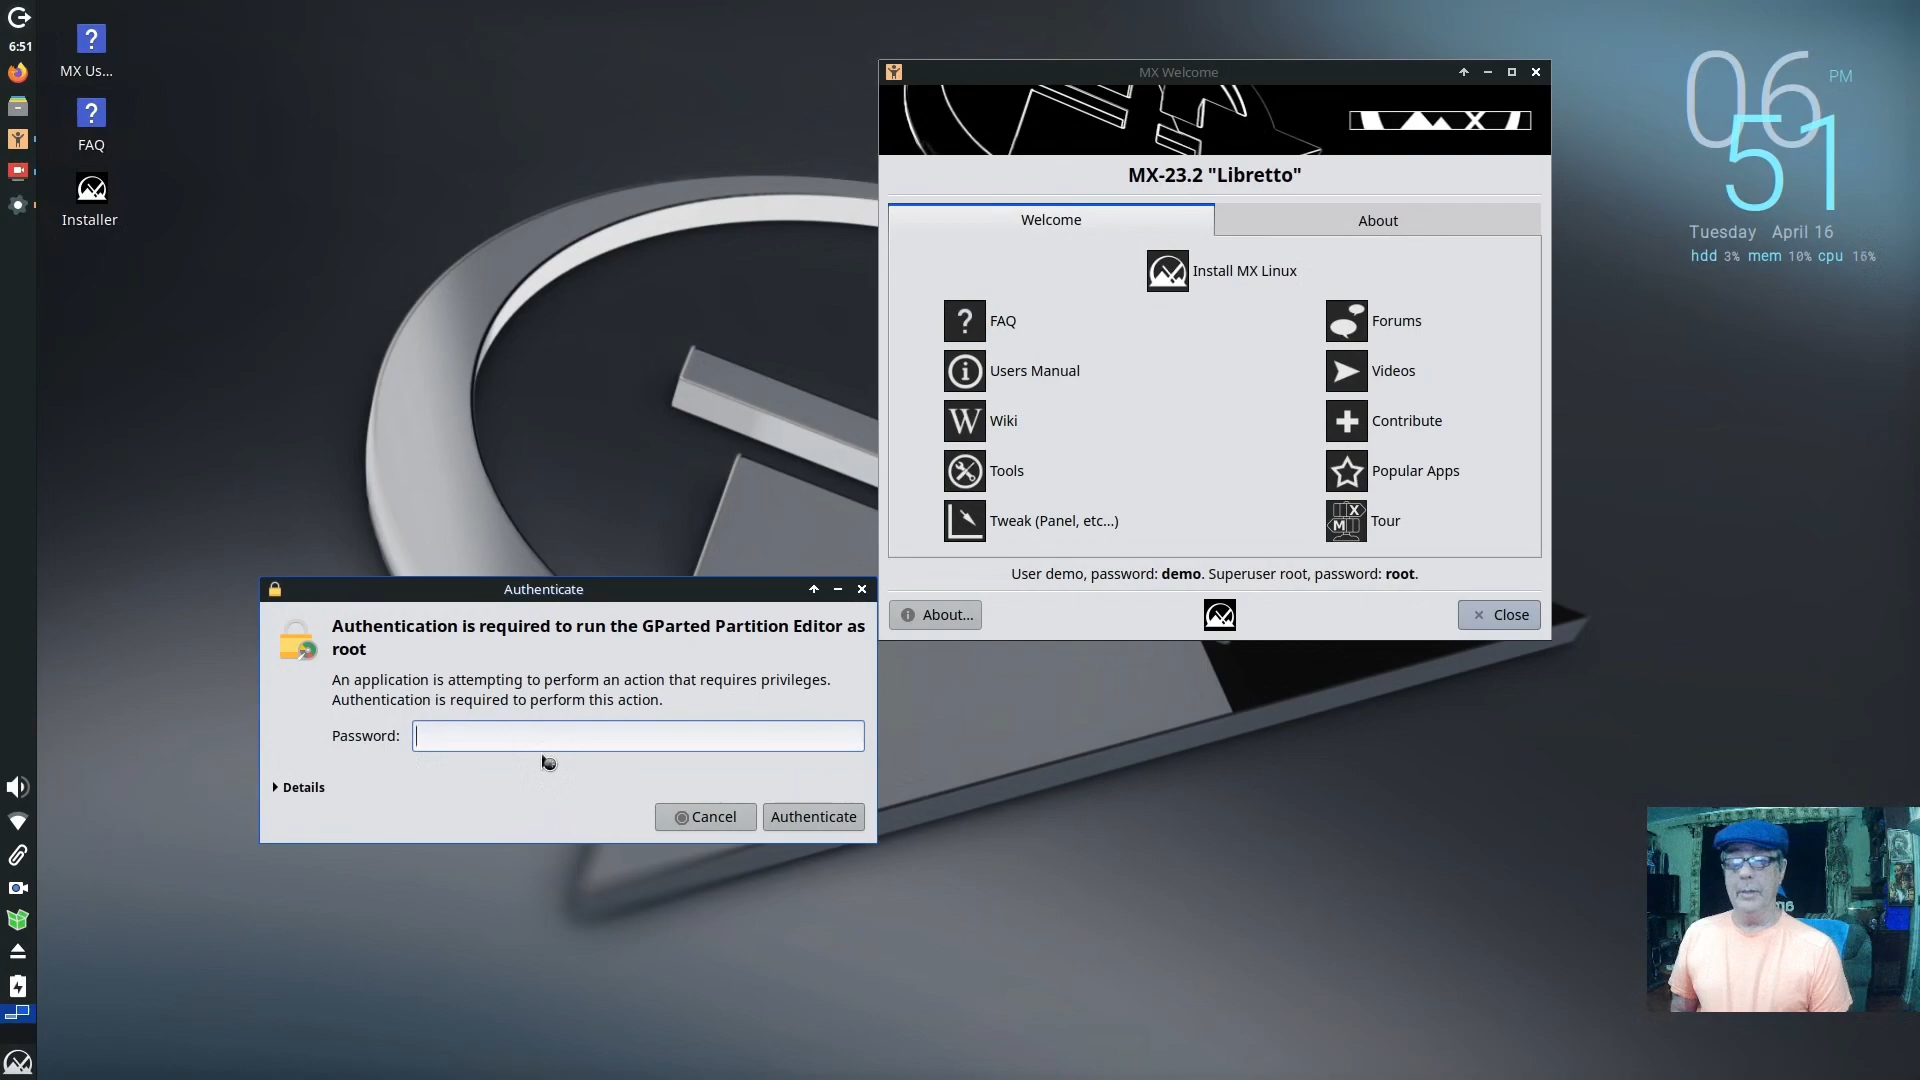 6:51
MX Us...
FAQ
Installer
MX Welcome
MX-23.2 "Libretto"
Welcome
About
Install MX Linux
FAQ
Forums
Users Manual
Videos
Wiki
Contribute
Tools
Popular Apps
Tweak (Panel, etc...)
Tour
User demo, password: demo. Superuser root, password: root.
About...
Close
Authenticate
Authentication is required to run the GParted Partition Editor as
root
An application is attempting to perform an action that requires privileges.
Authentication is required to perform this action.
Password:
Details
Cancel
Authenticate
06 PM
51
Tuesday April 16
hdd 3% mem 10% cpu 16%